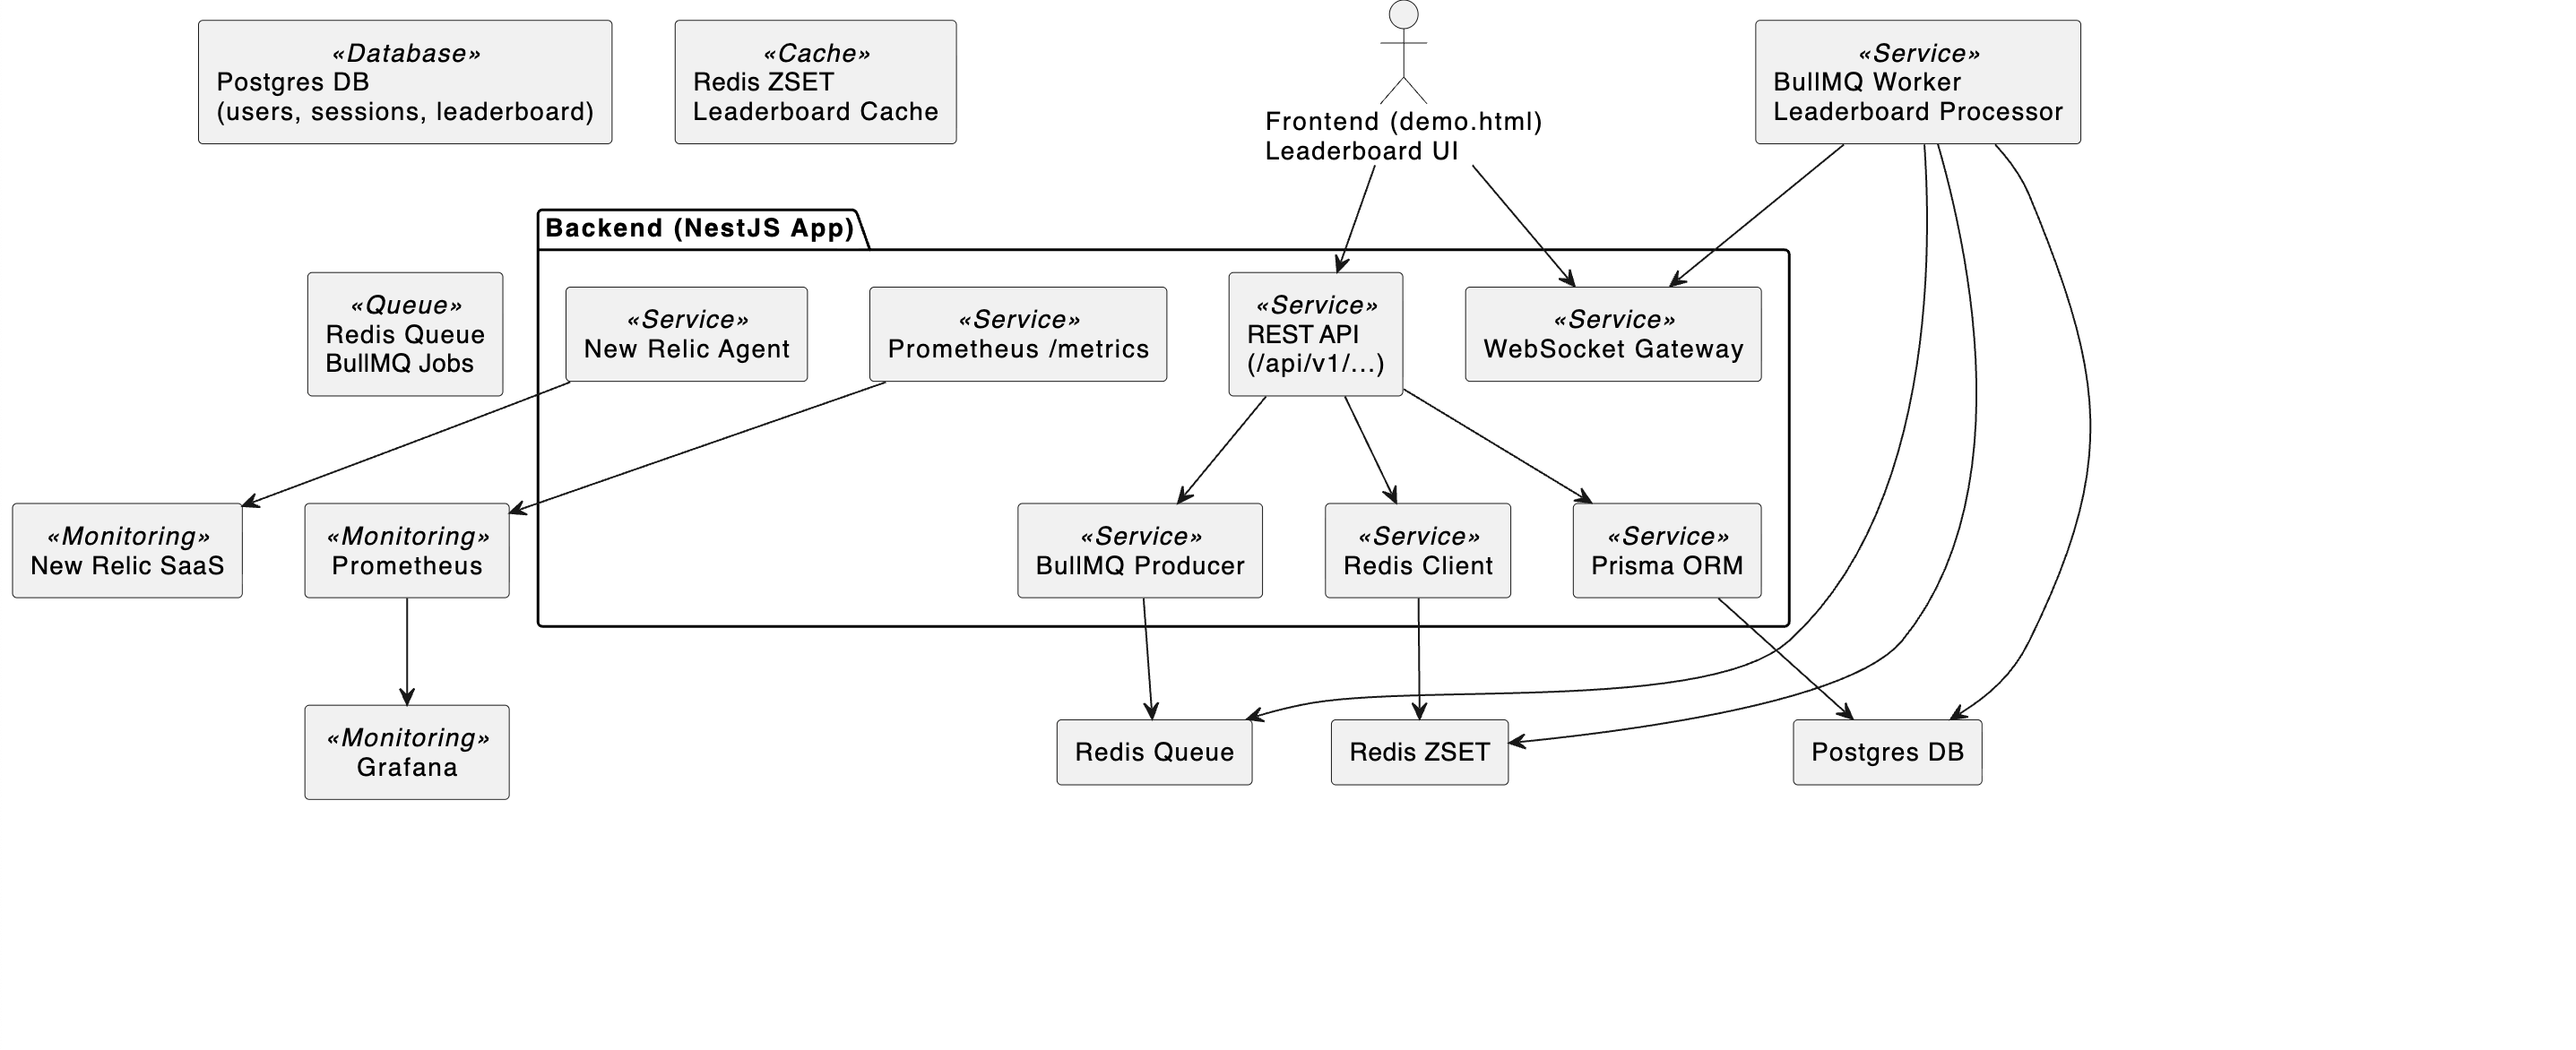 «Database»
Postgres DB
(users, sessions, leaderboard)
«Cache»
Redis ZSET
Leaderboard Cache
Frontend (demo.html)
Leaderboard UI
«Service»
BullMQ Worker
Leaderboard Processor
Backend (NestJS App)
«Queue»
Redis Queue
BullMQ Jobs
«Service»
New Relic Agent
«Service»
Prometheus /metrics
«Service»
REST API
(/api/v1/...)
«Service»
WebSocket Gateway
«Monitoring»
New Relic SaaS
«Monitoring»
Prometheus
«Service»
BullMQ Producer
«Service»
Redis Client
«Service»
Prisma ORM
«Monitoring»
Grafana
Redis Queue
Redis ZSET
Postgres DB